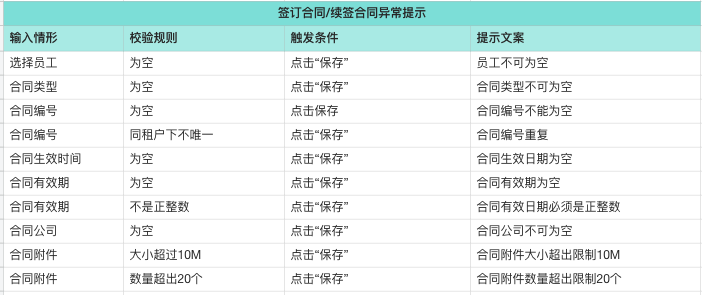 签订合同/续签合同异常提示
输入情形 校验规则 触发条件 提示文案
选择员工 为空 点击“保存” 员工不可为空
合同类型 为空 点击“保存” 合同类型不可为空
合同编号 为空 点击保存 合同编号不能为空
合同编号 同租户下不唯一 点击“保存” 合同编号重复
合同生效时间 为空 点击“保存” 合同生效日期为空
合同有效期 为空 点击“保存” 合同有效期为空
合同有效期 不是正整数 点击“保存” 合同有效日期必须是正整数
合同公司 为空 点击“保存” 合同公司不可为空
合同附件 大小超过10M 点击“保存” 合同附件大小超出限制10M
合同附件 数量超出20个 点击“保存” 合同附件数量超出限制20个